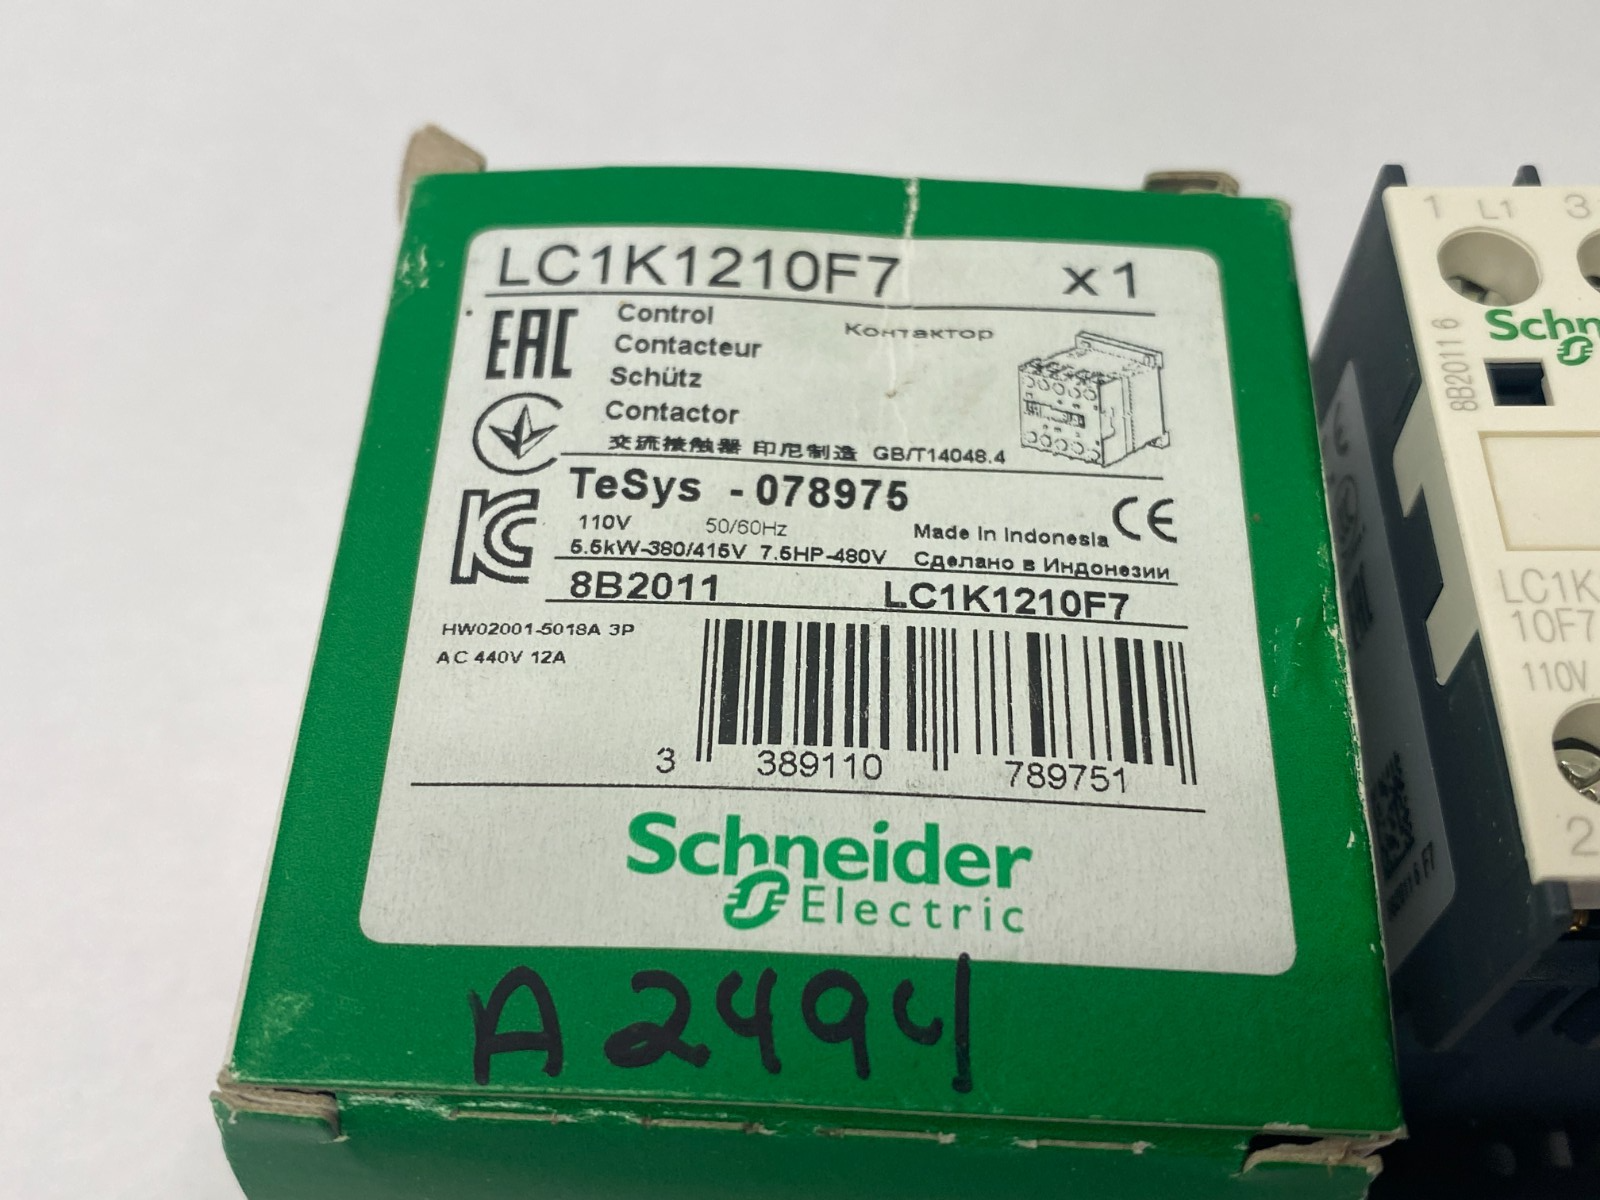 LC1K1210F7 x1
EAC
Control Контактор
Contacteur
Schütz
Contactor
交流接触器 印尼制造 GB/T14048.4
TeSys - 078975 CE
110V 50/60Hz Made in Indonesia
5.5kW-380/415V 7.5HP-480V Сделано в Индонезии
8B2011 LC1K1210F7
HW02001-5018A 3P
AC 440V 12A
3 389110 789751
Schneider
Electric
A2494
1 L1 3
Schn
8B2011 6
LC1K
10F7
110V
2